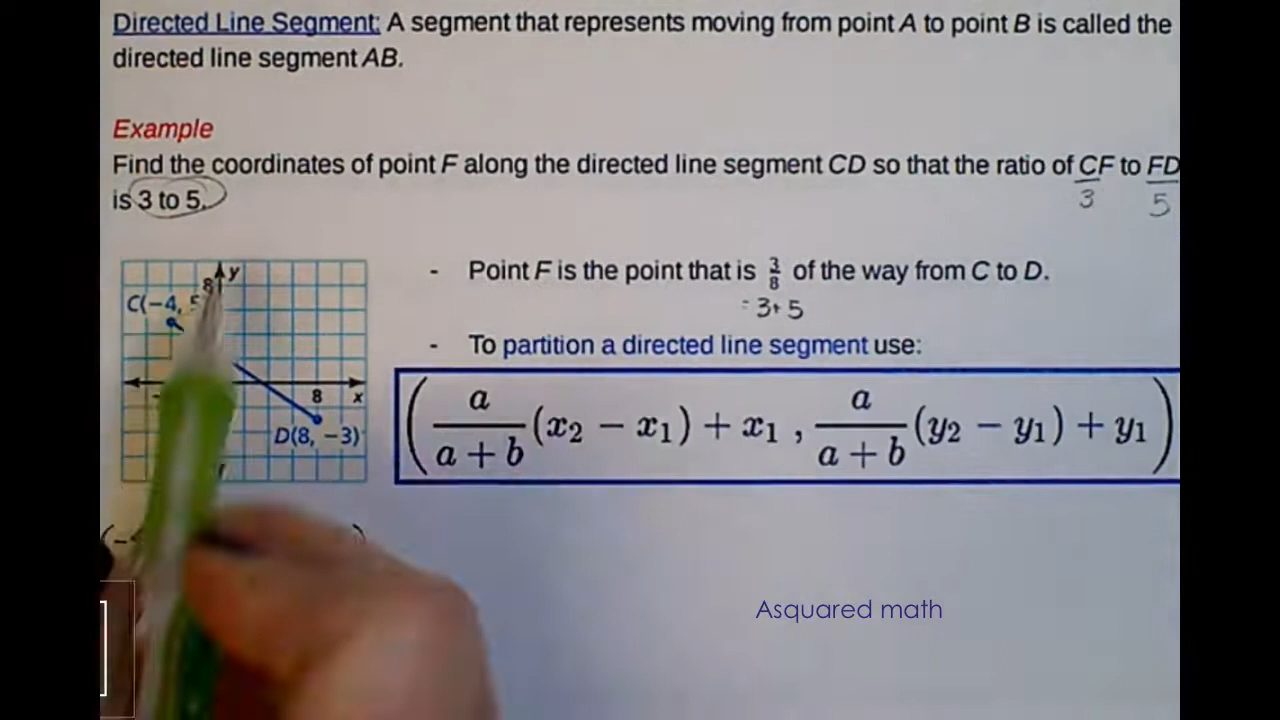 Directed Line Segment: A segment that represents moving from point A to point B is called the
directed line segment AB.
Example
Find the coordinates of point F along the directed line segment CD so that the ratio of CF to FD
is 3 to 5.
3 5
- Point F is the point that is 3/8 of the way from C to D.
= 3+ 5
- To partition a directed line segment use:
( a/(a + b) (x₂ − x₁) + x₁ , a/(a + b) (y₂ − y₁) + y₁ )
8 y
C(−4, 5
8 x
D(8, −3)
(-
)
Asquared math